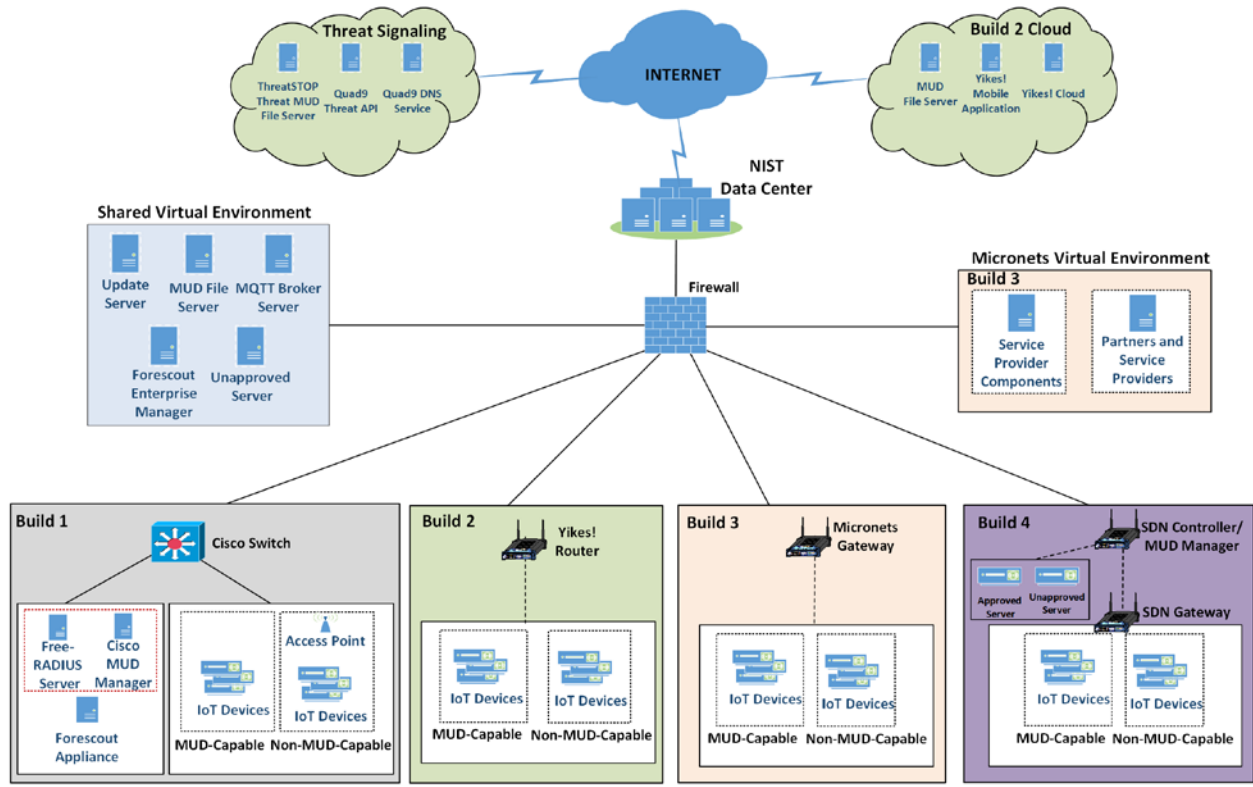 Threat Signaling
ThreatSTOP
Threat MUD
File Server
Quad9
Threat API
Quad9 DNS
Service
INTERNET
Build 2 Cloud
MUD
File Server
Yikes!
Mobile
Application
Yikes! Cloud
NIST
Data Center
Shared Virtual Environment
Update
Server
MUD File
Server
MQTT Broker
Server
Forescout
Enterprise
Manager
Unapproved
Server
Firewall
Micronets Virtual Environment
Build 3
Service
Provider
Components
Partners and
Service
Providers
Build 1
Cisco Switch
Free-
RADIUS
Server
Cisco
MUD
Manager
Forescout
Appliance
IoT Devices
MUD-Capable
Access Point
IoT Devices
Non-MUD-Capable
Build 2
Yikes!
Router
IoT Devices
MUD-Capable
IoT Devices
Non-MUD-Capable
Build 3
Micronets
Gateway
IoT Devices
MUD-Capable
IoT Devices
Non-MUD-Capable
Build 4
SDN Controller/
MUD Manager
Approved
Server
Unapproved
Server
SDN Gateway
IoT Devices
MUD-Capable
IoT Devices
Non-MUD-Capable